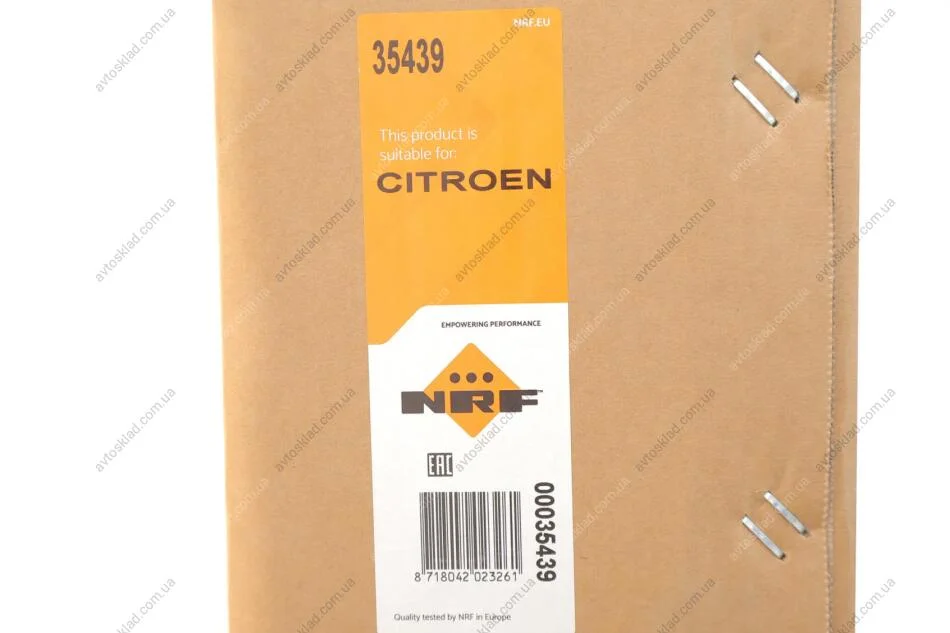 NRF.EU
35439
This product is
suitable for:
CITROEN
EMPOWERING PERFORMANCE
NRF
EAC
00035439
8 718042 023261
Quality tested by NRF in Europe
avtosklad.com.ua